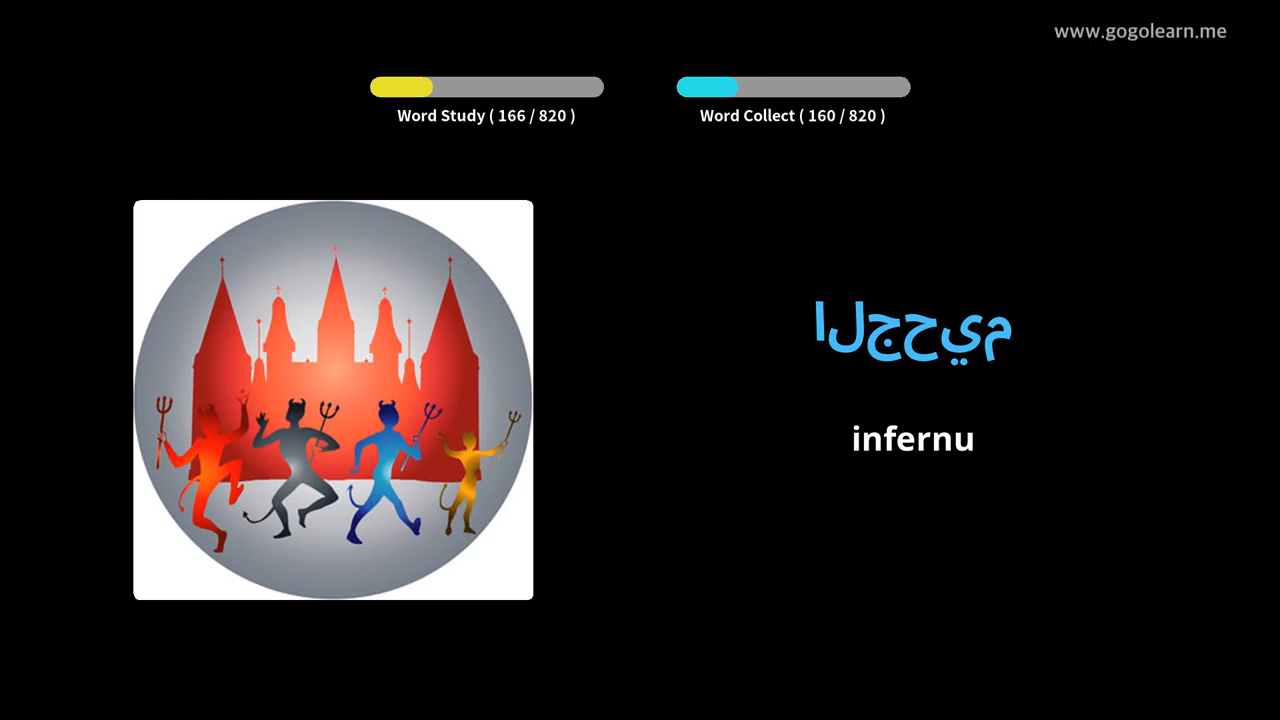 www.gogolearn.me
Word Study ( 166 / 820 )
Word Collect ( 160 / 820 )
الجحيم
infernu